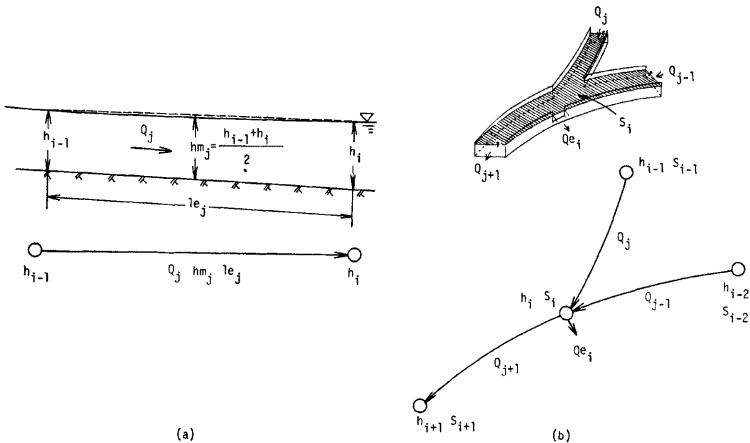 h_{i-1}
Q_j
hm_j = \frac{h_{i-1}+h_i}{2}
h_i
le_j
Q_j hm_j le_j
h_{i-1}
h_i
(a)
Q_j
Q_{j-1}
S_i
Qe_i
Q_{j+1}
h_{i-1} S_{i-1}
Q_j
h_i S_i
Q_{j-1}
h_{i-2}
S_{i-2}
Qe_i
Q_{j+1}
h_{i+1} S_{i+1}
(b)